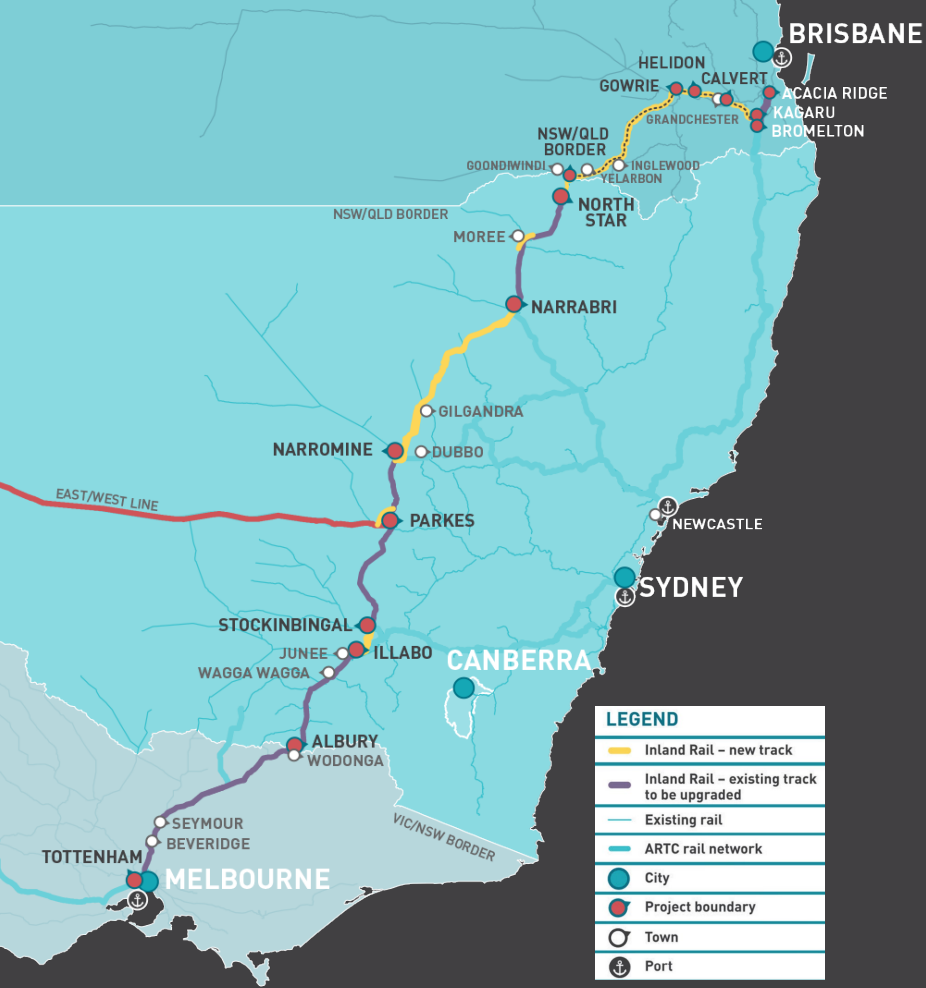 BRISBANE
HELIDON
GOWRIE
CALVERT
ACACIA RIDGE
KAGARU
BROMELTON
GRANDCHESTER
NSW/QLD
BORDER
GOONDIWINDI
INGLEWOOD
YELARBON
NSW/QLD BORDER
NORTH
STAR
MOREE
NARRABRI
GILGANDRA
NARROMINE
DUBBO
EAST/WEST LINE
PARKES
NEWCASTLE
SYDNEY
STOCKINBINGAL
JUNEE
ILLABO
WAGGA WAGGA
CANBERRA
ALBURY
WODONGA
SEYMOUR
BEVERIDGE
VIC/NSW BORDER
TOTTENHAM
MELBOURNE
LEGEND
Inland Rail – new track
Inland Rail – existing track
to be upgraded
Existing rail
ARTC rail network
City
Project boundary
Town
Port